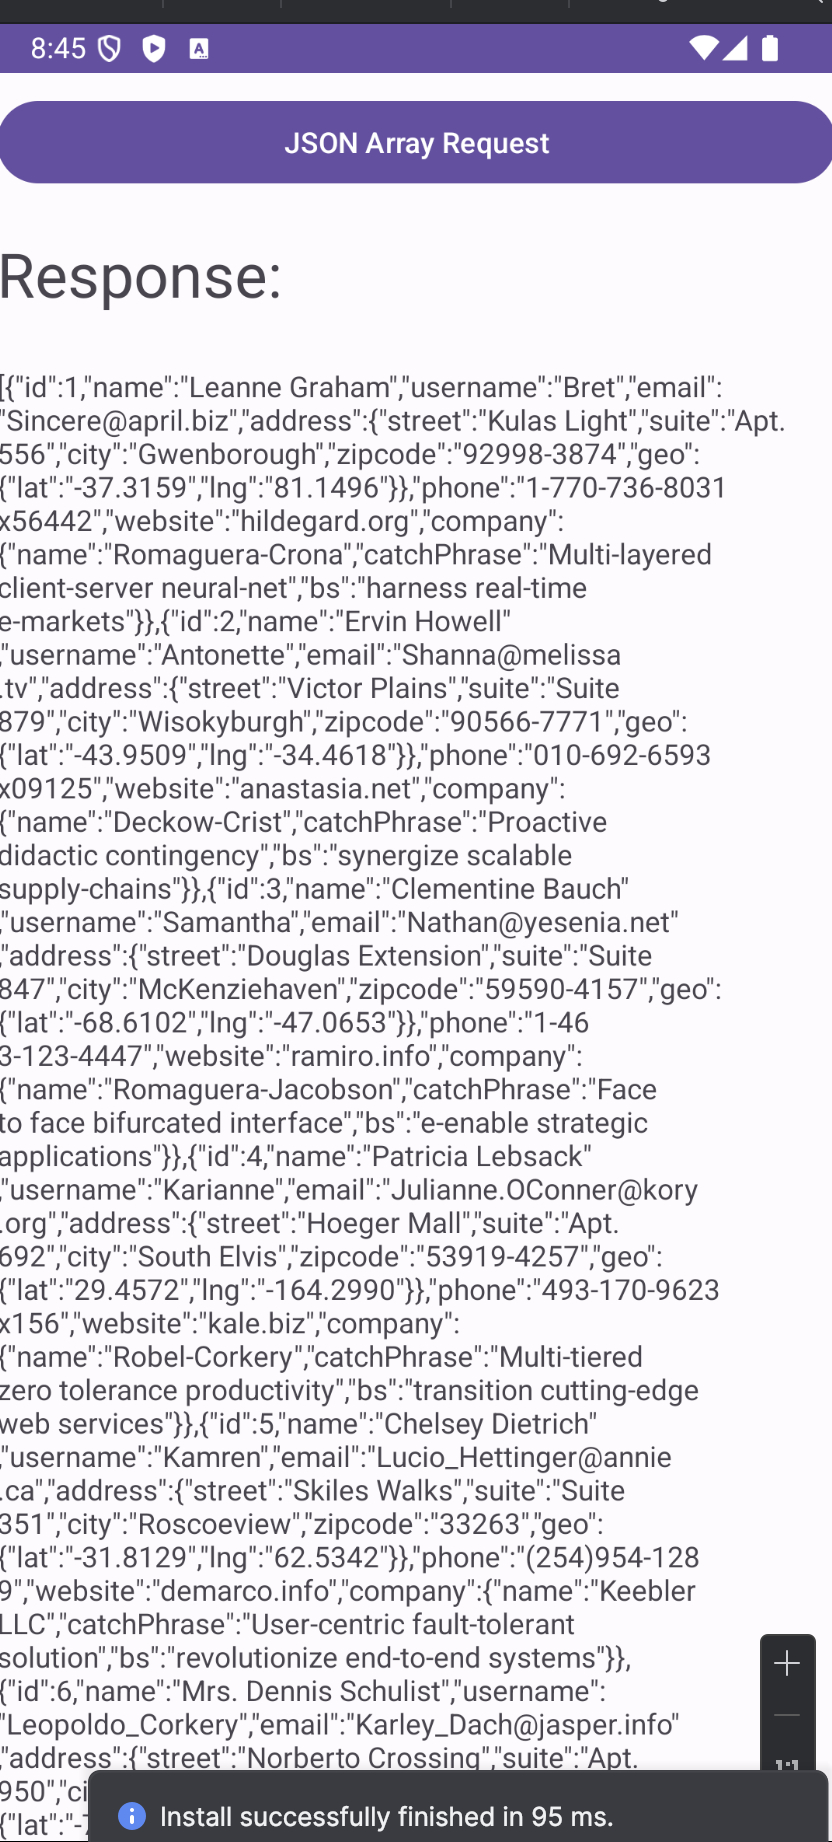 8:45
JSON Array Request
Response:
[{"id":1,"name":"Leanne Graham","username":"Bret","email":
"Sincere@april.biz","address":{"street":"Kulas Light","suite":"Apt.
556","city":"Gwenborough","zipcode":"92998-3874","geo":
{"lat":"-37.3159","lng":"81.1496"}},"phone":"1-770-736-8031
x56442","website":"hildegard.org","company":
{"name":"Romaguera-Crona","catchPhrase":"Multi-layered
client-server neural-net","bs":"harness real-time
e-markets"}},{"id":2,"name":"Ervin Howell"
,"username":"Antonette","email":"Shanna@melissa
.tv","address":{"street":"Victor Plains","suite":"Suite
879","city":"Wisokyburgh","zipcode":"90566-7771","geo":
{"lat":"-43.9509","lng":"-34.4618"}},"phone":"010-692-6593
x09125","website":"anastasia.net","company":
{"name":"Deckow-Crist","catchPhrase":"Proactive
didactic contingency","bs":"synergize scalable
supply-chains"}},{"id":3,"name":"Clementine Bauch"
,"username":"Samantha","email":"Nathan@yesenia.net"
,"address":{"street":"Douglas Extension","suite":"Suite
847","city":"McKenziehaven","zipcode":"59590-4157","geo":
{"lat":"-68.6102","lng":"-47.0653"}},"phone":"1-46
3-123-4447","website":"ramiro.info","company":
{"name":"Romaguera-Jacobson","catchPhrase":"Face
to face bifurcated interface","bs":"e-enable strategic
applications"}},{"id":4,"name":"Patricia Lebsack"
,"username":"Karianne","email":"Julianne.OConner@kory
.org","address":{"street":"Hoeger Mall","suite":"Apt.
692","city":"South Elvis","zipcode":"53919-4257","geo":
{"lat":"29.4572","lng":"-164.2990"}},"phone":"493-170-9623
x156","website":"kale.biz","company":
{"name":"Robel-Corkery","catchPhrase":"Multi-tiered
zero tolerance productivity","bs":"transition cutting-edge
web services"}},{"id":5,"name":"Chelsey Dietrich"
,"username":"Kamren","email":"Lucio_Hettinger@annie
.ca","address":{"street":"Skiles Walks","suite":"Suite
351","city":"Roscoeview","zipcode":"33263","geo":
{"lat":"-31.8129","lng":"62.5342"}},"phone":"(254)954-128
9","website":"demarco.info","company":{"name":"Keebler
LLC","catchPhrase":"User-centric fault-tolerant
solution","bs":"revolutionize end-to-end systems"}},
{"id":6,"name":"Mrs. Dennis Schulist","username":
"Leopoldo_Corkery","email":"Karley_Dach@jasper.info"
,"address":{"street":"Norberto Crossing","suite":"Apt.
950","ci
{"lat":"-7
Install successfully finished in 95 ms.